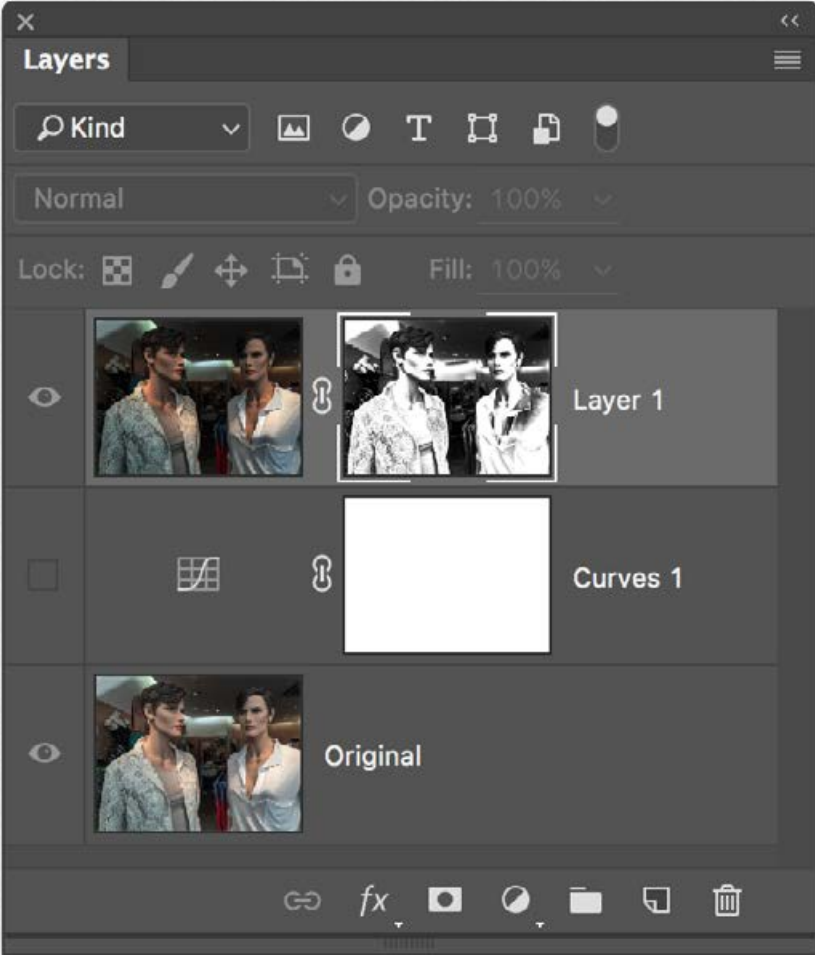 Layers
Kind
Normal Opacity: 100%
Lock: Fill: 100%
Layer 1
Curves 1
Original
fx